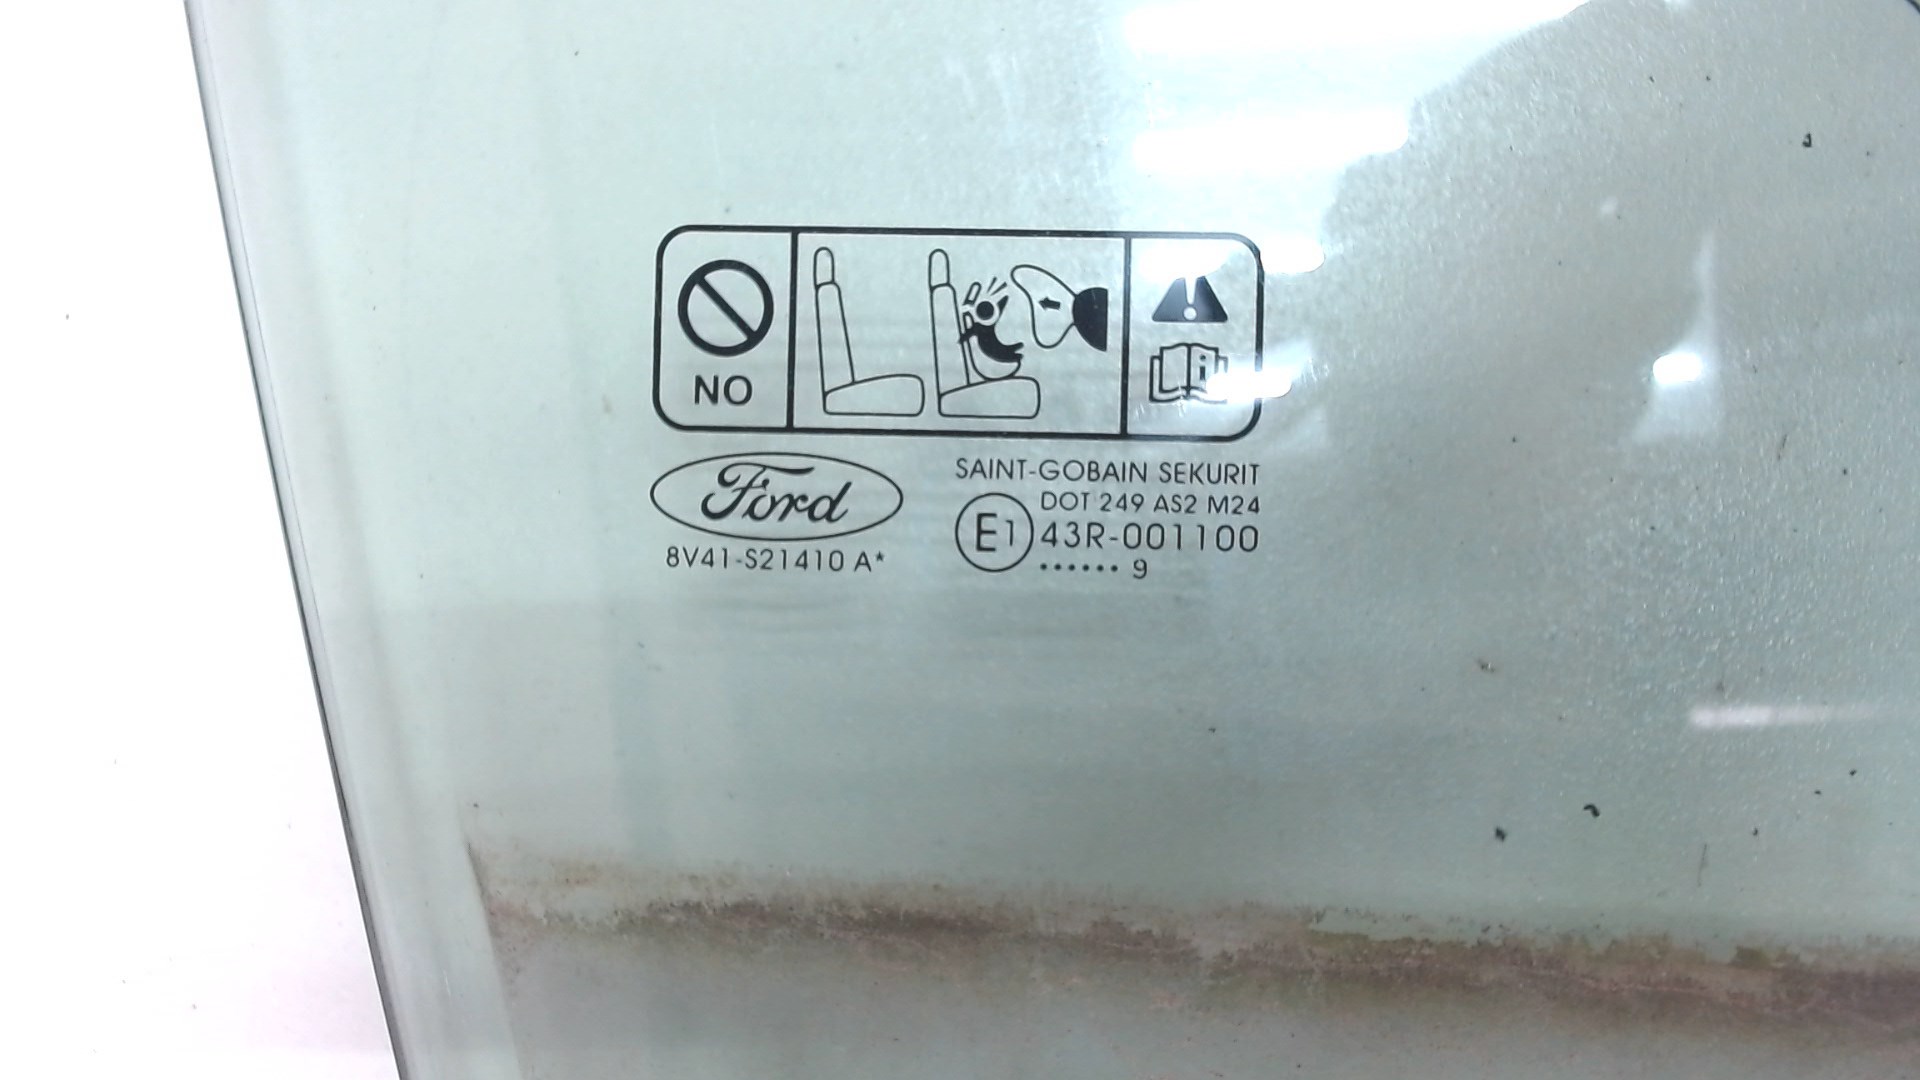 NO
i
Ford
8V41-S21410 A*
SAINT-GOBAIN SEKURIT
DOT 249 AS2 M24
E1 43R-001100
...... 9